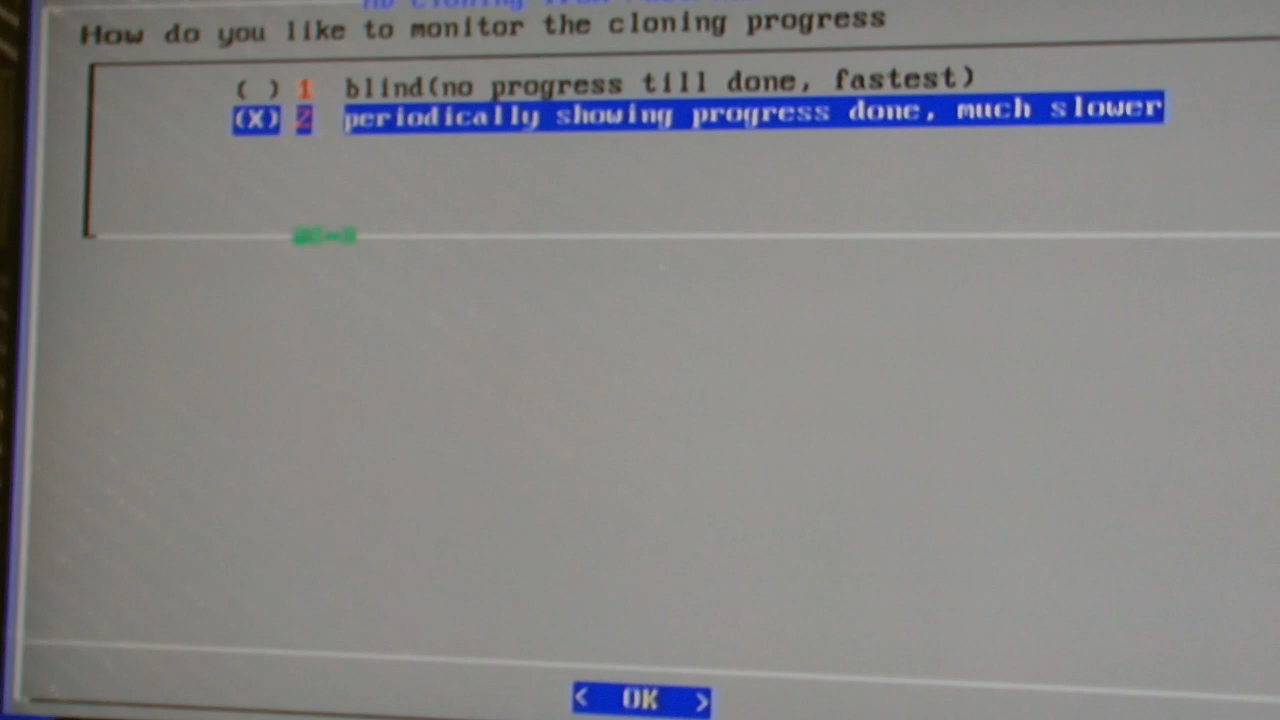 How do you like to monitor the cloning progress
( ) 1 blind(no progress till done, fastest)
(X) 2 periodically showing progress done, much slower
< OK >